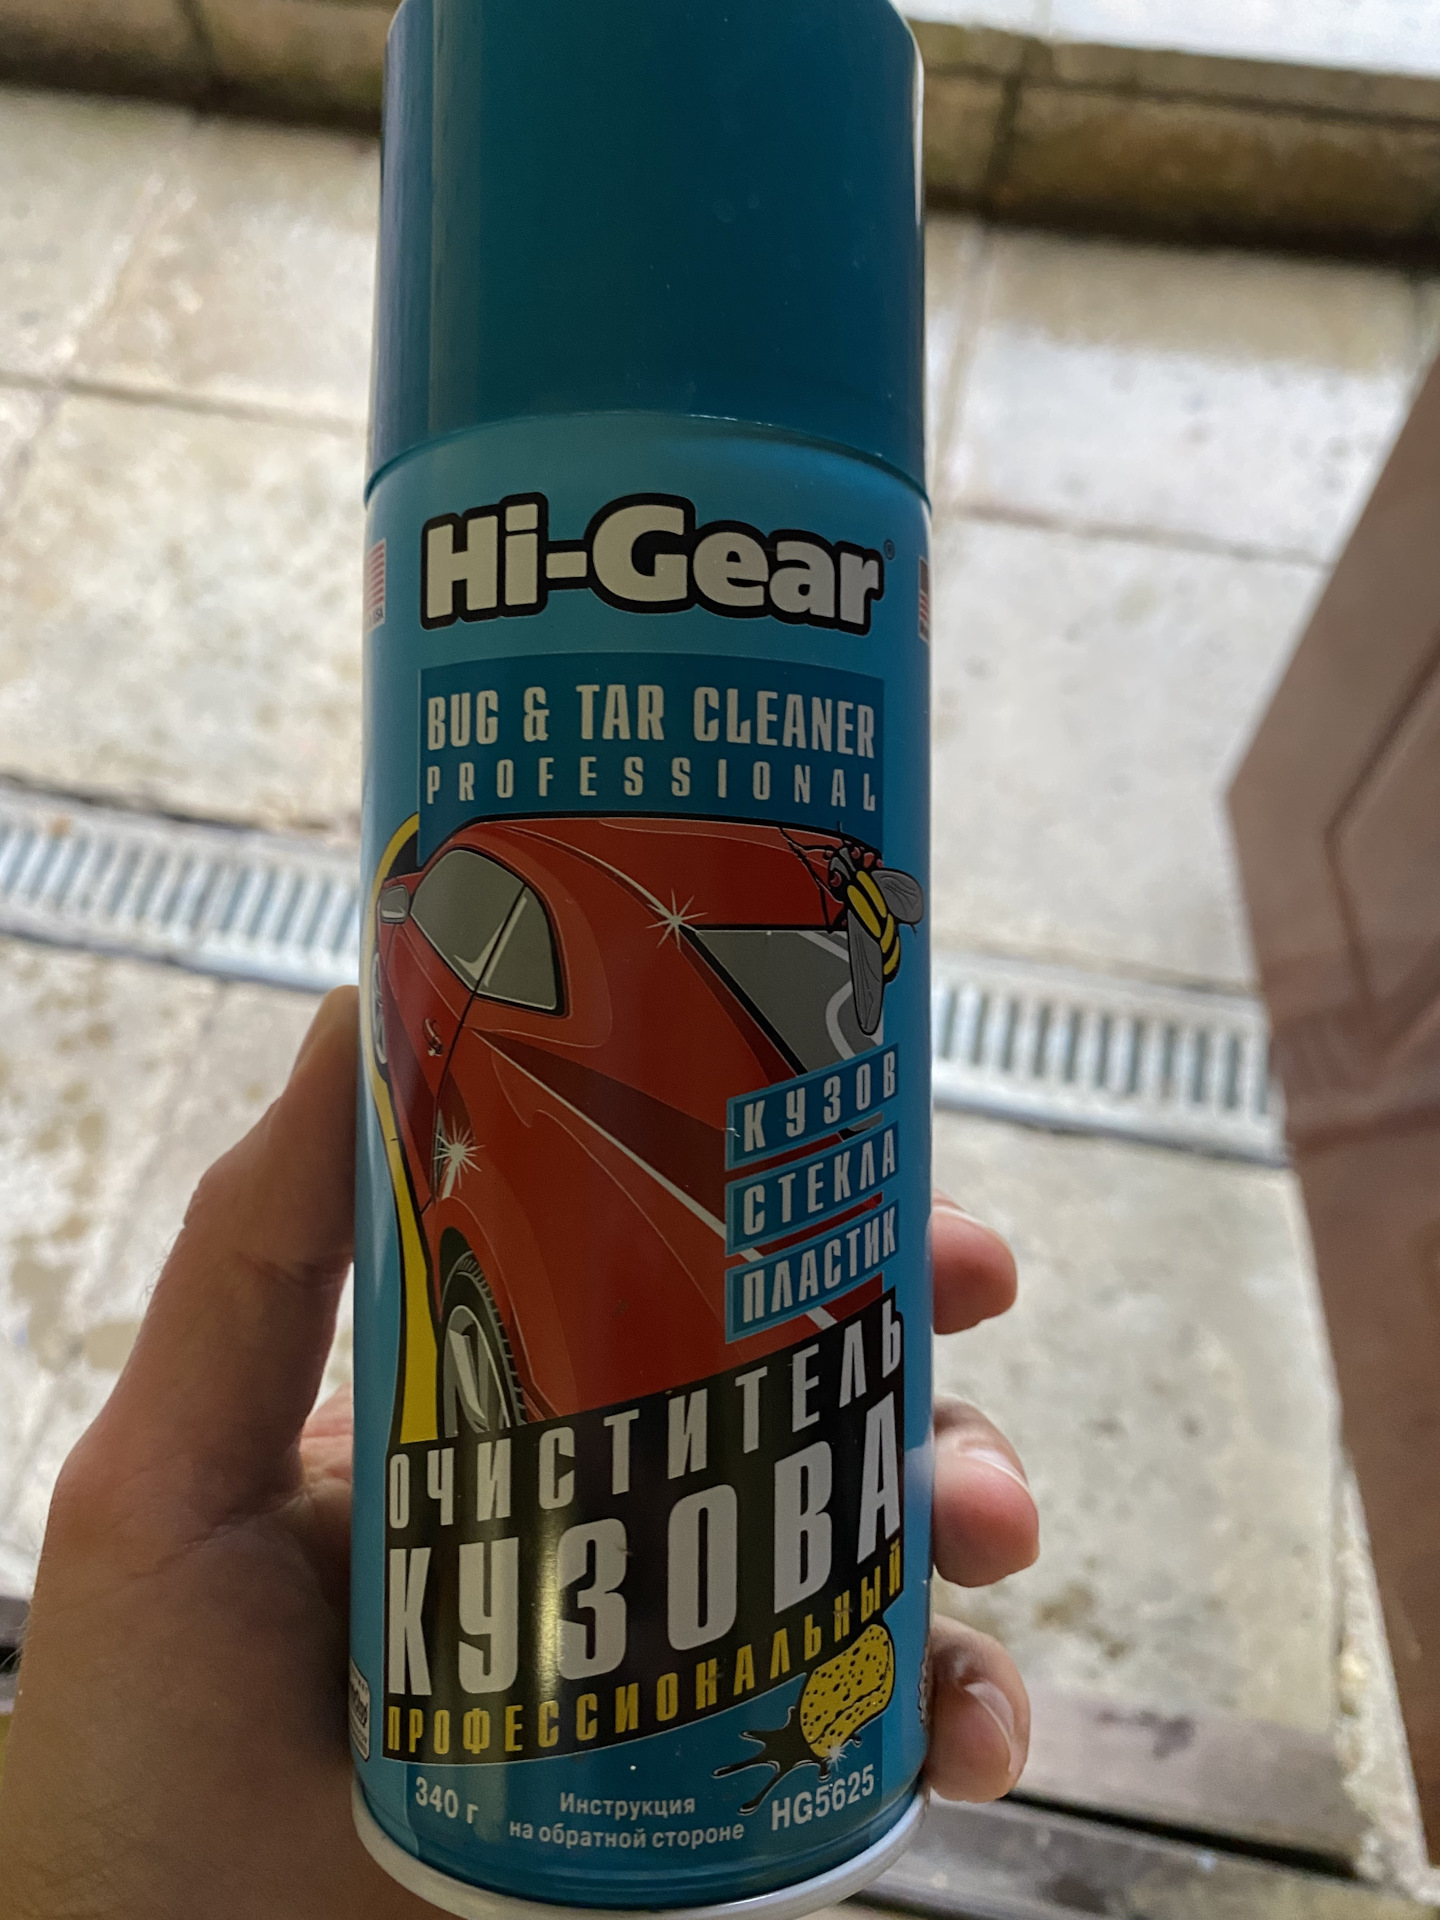 Hi-Gear®
BUG & TAR CLEANER
PROFESSIONAL
КУЗОВ
СТЕКЛА
ПЛАСТИК
ОЧИСТИТЕЛЬ
КУЗОВА
ПРОФЕССИОНАЛЬНЫЙ
340 г
Инструкция
на обратной стороне
HG5625